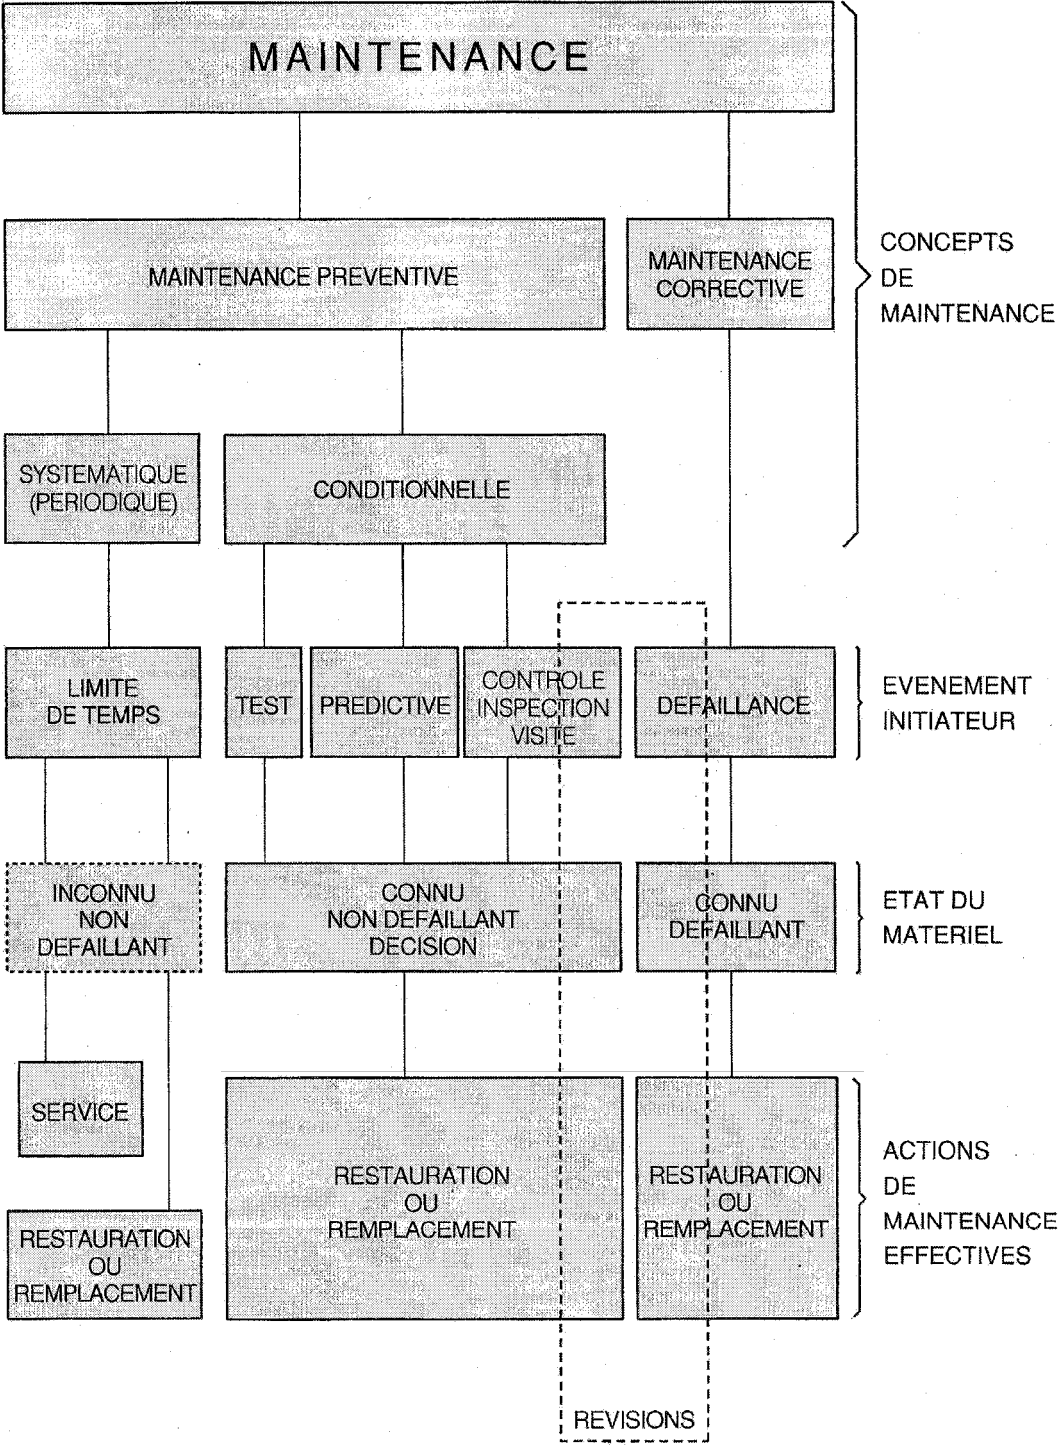 MAINTENANCE
MAINTENANCE PREVENTIVE
MAINTENANCE
CORRECTIVE
CONCEPTS
DE
MAINTENANCE
SYSTEMATIQUE
(PERIODIQUE)
CONDITIONNELLE
LIMITE
DE TEMPS
TEST
PREDICTIVE
CONTROLE
INSPECTION
VISITE
DEFAILLANCE
EVENEMENT
INITIATEUR
INCONNU
NON
DEFAILLANT
CONNU
NON DEFAILLANT
DECISION
CONNU
DEFAILLANT
ETAT DU
MATERIEL
SERVICE
RESTAURATION
OU
REMPLACEMENT
RESTAURATION
OU
REMPLACEMENT
RESTAURATION
OU
REMPLACEMENT
ACTIONS
DE
MAINTENANCE
EFFECTIVES
REVISIONS